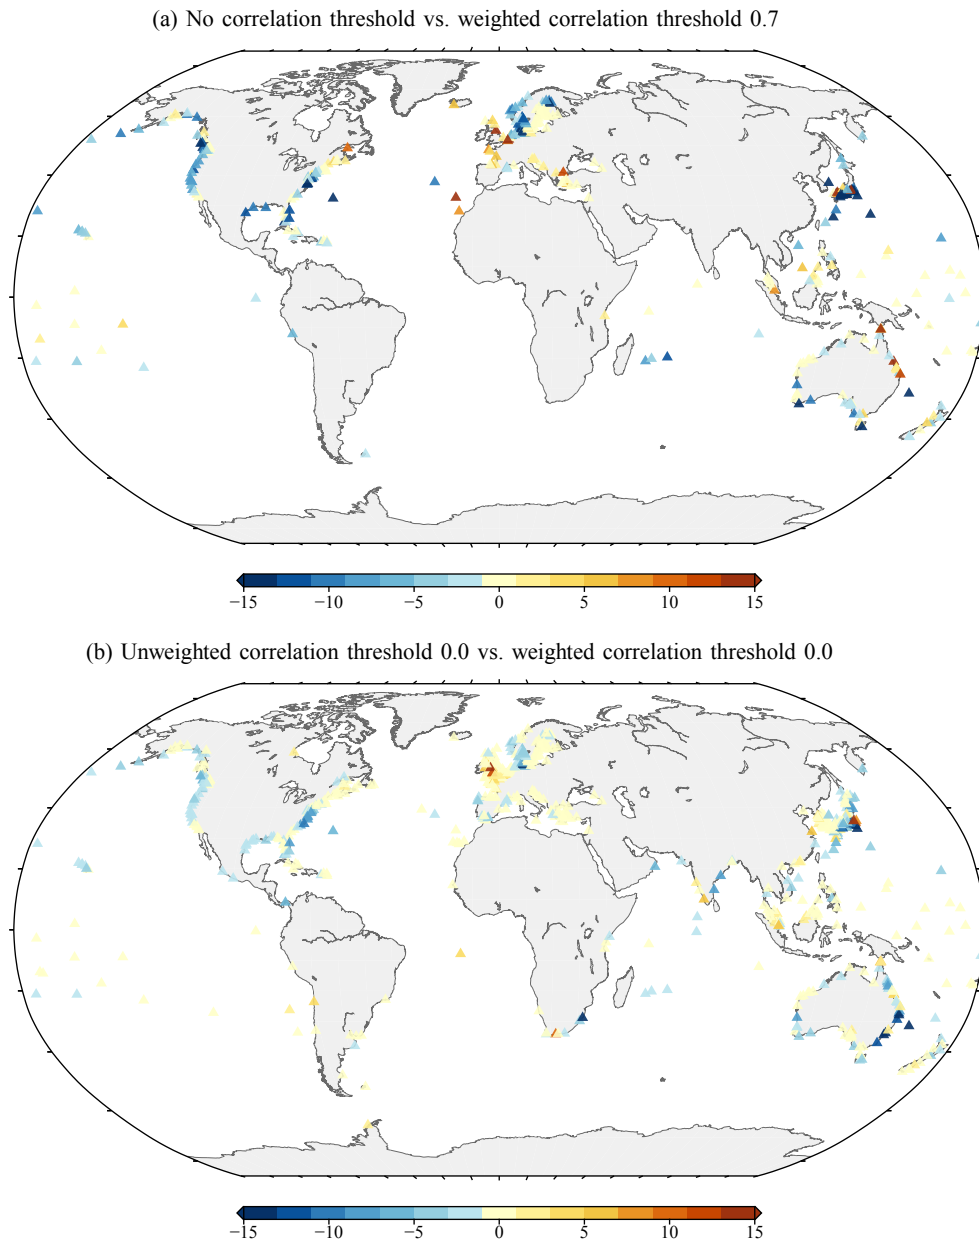 (a) No correlation threshold vs. weighted correlation threshold 0.7
−15 −10 −5 0 5 10 15
(b) Unweighted correlation threshold 0.0 vs. weighted correlation threshold 0.0
−15 −10 −5 0 5 10 15